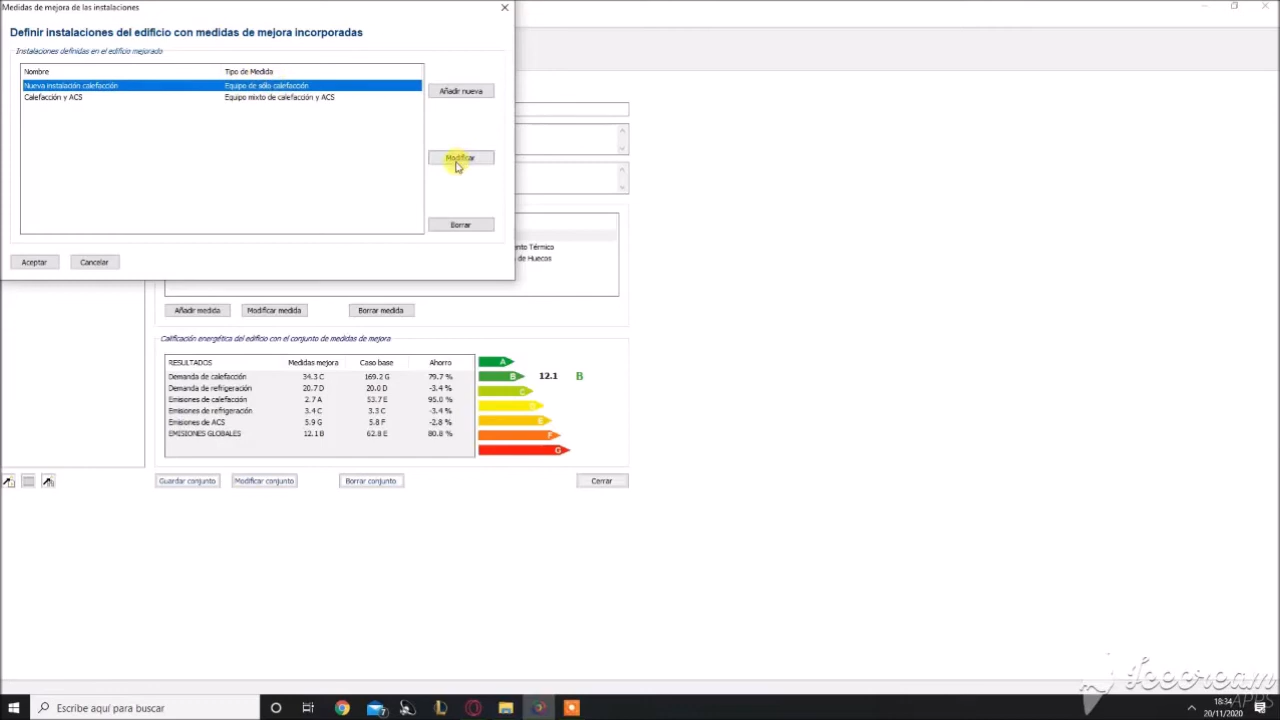 Medidas de mejora de las instalaciones
Definir instalaciones del edificio con medidas de mejora incorporadas
Instalaciones definidas en el edificio mejorado
Nombre Tipo de Medida
Nueva instalación calefacción Equipo de sólo calefacción
Calefacción y ACS Equipo mixto de calefacción y ACS
Añadir nueva
Modificar
Borrar
Aceptar Cancelar
ento Térmico
de Huecos
Añadir medida Modificar medida Borrar medida
Calificación energética del edificio con el conjunto de medidas de mejora
RESULTADOS Medidas mejora Caso base Ahorro
Demanda de calefacción 34.3 C 169.2 G 79.7 %
Demanda de refrigeración 20.7 D 20.0 D -3.4 %
Emisiones de calefacción 2.7 A 53.7 E 95.0 %
Emisiones de refrigeración 3.4 C 3.3 C -3.4 %
Emisiones de ACS 5.9 G 5.8 F -2.8 %
EMISIONES GLOBALES 12.1 B 62.8 E 80.8 %
A
B 12.1 B
C
D
E
F
G
Guardar conjunto Modificar conjunto Borrar conjunto Cerrar
Icecream
APPS
Escribe aquí para buscar
18:34
20/11/2020